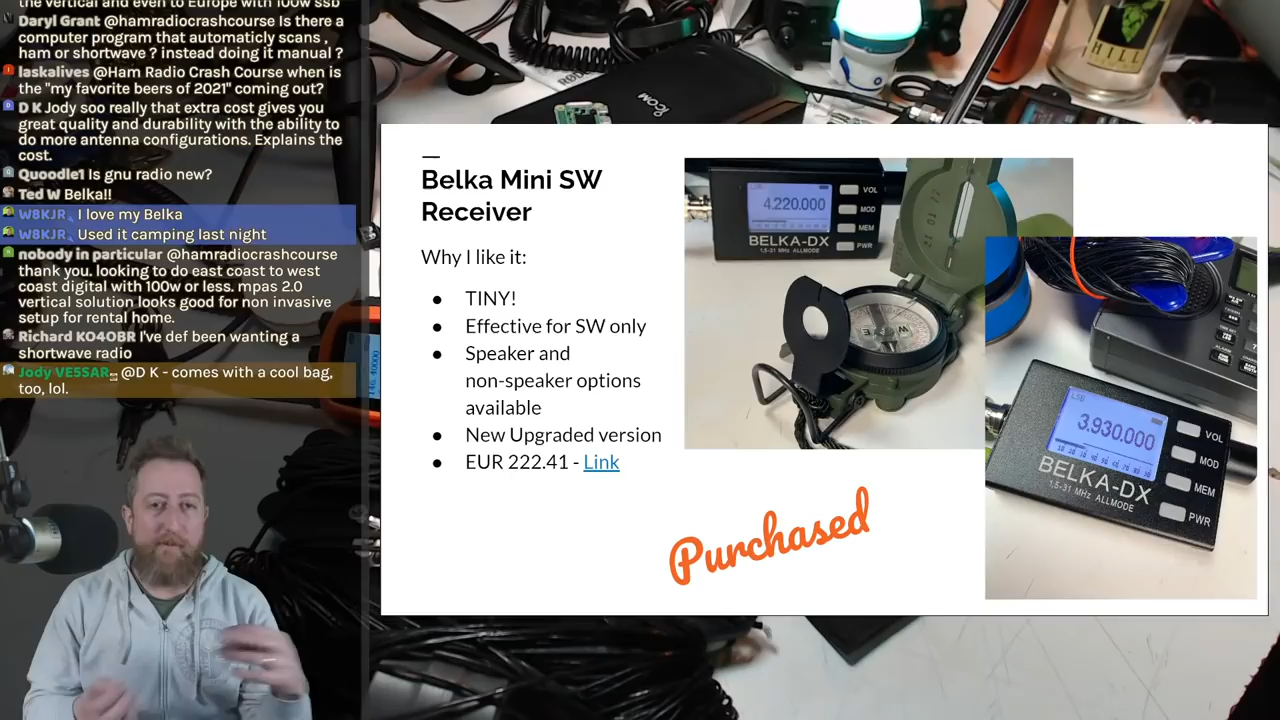 the vertical and even to Europe with 100w ssb
Daryl Grant @hamradiocrashcourse Is there a
computer program that automaticly scans ,
ham or shortwave ? instead doing it manual ?
laskalives @Ham Radio Crash Course when is
the "my favorite beers of 2021" coming out?
D K Jody soo really that extra cost gives you
great quality and durability with the ability to
do more antenna configurations. Explains the
cost.
Quoodle1 Is gnu radio new?
Ted W Belka!!
W8KJR I love my Belka
W8KJR Used it camping last night
nobody in particular @hamradiocrashcourse
thank you. looking to do east coast to west
coast digital with 100w or less. mpas 2.0
vertical solution looks good for non invasive
setup for rental home.
Richard KO4OBR I've def been wanting a
shortwave radio
Jody VE5SAR @D K - comes with a cool bag,
too, lol.
ICOM
HILL
Belka Mini SW
Receiver
Why I like it:
● TINY!
● Effective for SW only
● Speaker and
non-speaker options
available
● New Upgraded version
● EUR 222.41 - Link
Purchased
4.220.000
VOL
MOD
MEM
PWR
BELKA-DX
1,5-31 MHz ALLMODE
LSB
3.930.000
VOL
MOD
MEM
PWR
BELKA-DX
1,5-31 MHz ALLMODE